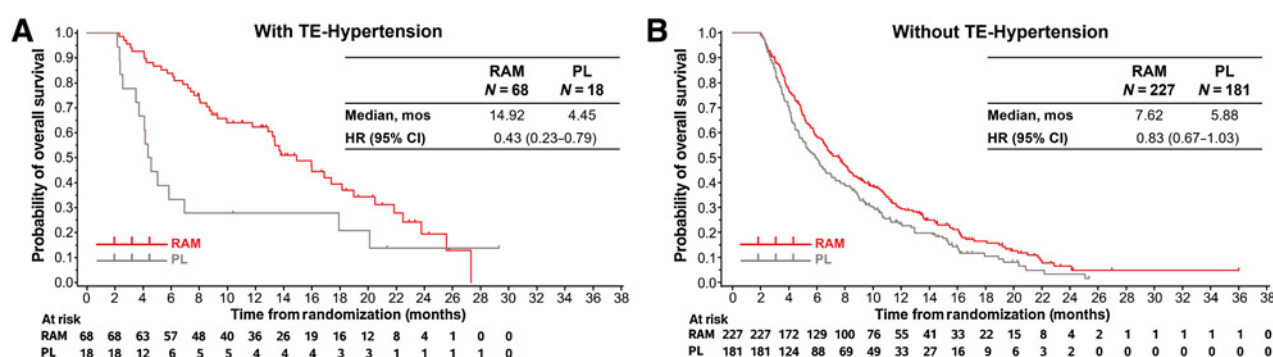 A
With TE-Hypertension
Probability of overall survival
1.0
0.9
0.8
0.7
0.6
0.5
0.4
0.3
0.2
0.1
0.0
RAM PL
N = 68 N = 18
Median, mos 14.92 4.45
HR (95% CI) 0.43 (0.23–0.79)
RAM
PL
0 2 4 6 8 10 12 14 16 18 20 22 24 26 28 30 32 34 36 38
Time from randomization (months)
At risk
RAM 68 68 63 57 48 40 36 26 19 16 12 8 4 1 0 0
PL 18 18 12 6 5 5 4 4 4 3 3 1 1 1 1 0
B
Without TE-Hypertension
Probability of overall survival
1.0
0.9
0.8
0.7
0.6
0.5
0.4
0.3
0.2
0.1
0.0
RAM PL
N = 227 N = 181
Median, mos 7.62 5.88
HR (95% CI) 0.83 (0.67–1.03)
RAM
PL
0 2 4 6 8 10 12 14 16 18 20 22 24 26 28 30 32 34 36 38
Time from randomization (months)
At risk
RAM 227 227 172 129 100 76 55 41 33 22 15 8 4 2 1 1 1 1 0
PL 181 181 124 88 69 49 33 27 16 9 6 3 2 0 0 0 0 0 0